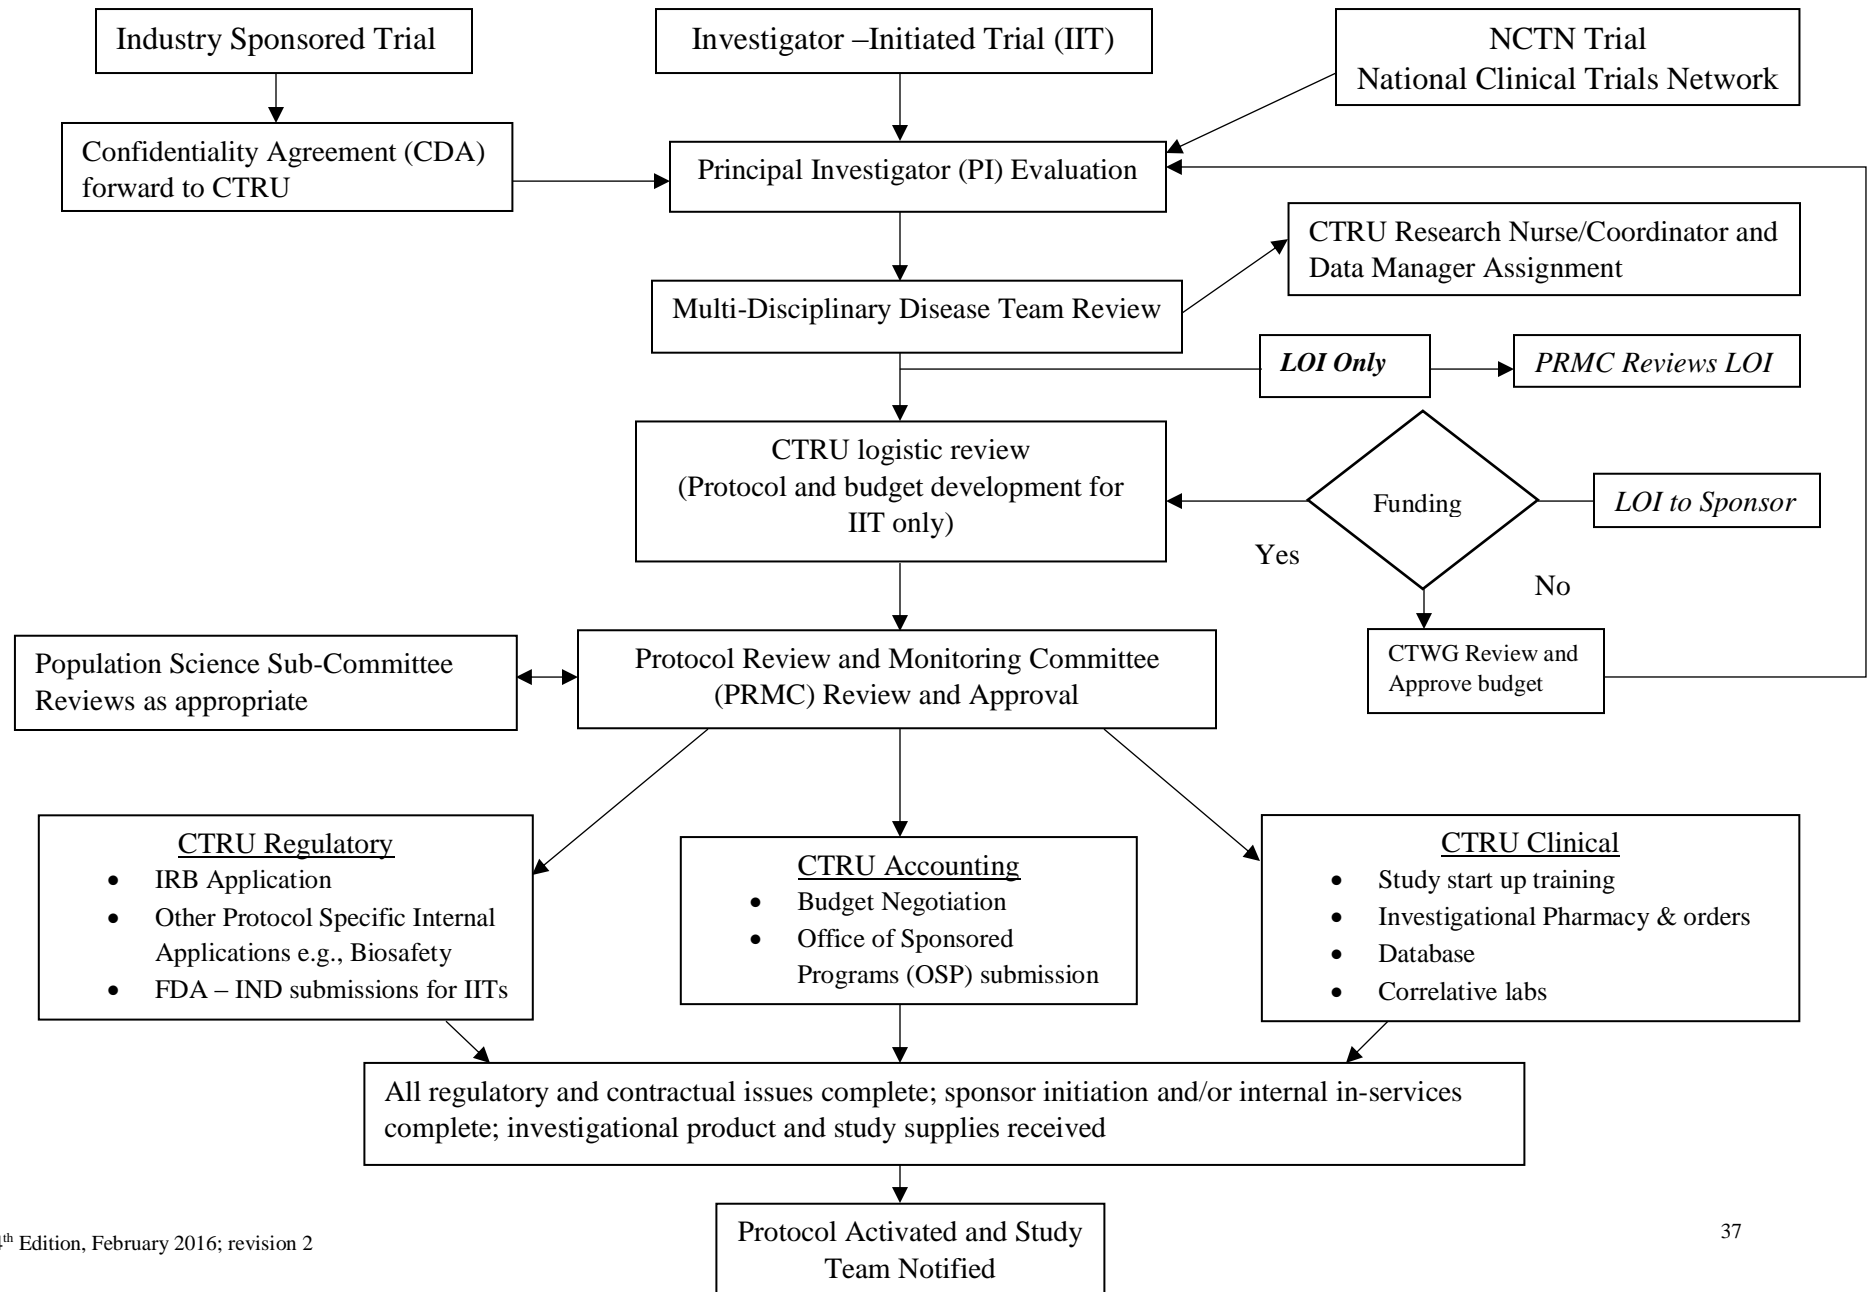 Industry Sponsored Trial
Investigator –Initiated Trial (IIT)
NCTN Trial
National Clinical Trials Network
Confidentiality Agreement (CDA)
forward to CTRU
Principal Investigator (PI) Evaluation
CTRU Research Nurse/Coordinator and
Data Manager Assignment
Multi-Disciplinary Disease Team Review
LOI Only
PRMC Reviews LOI
CTRU logistic review
(Protocol and budget development for
IIT only)
Funding
LOI to Sponsor
Yes
No
CTWG Review and
Approve budget
Population Science Sub-Committee
Reviews as appropriate
Protocol Review and Monitoring Committee
(PRMC) Review and Approval
CTRU Regulatory
• IRB Application
• Other Protocol Specific Internal
Applications e.g., Biosafety
• FDA – IND submissions for IITs
CTRU Accounting
• Budget Negotiation
• Office of Sponsored
Programs (OSP) submission
CTRU Clinical
• Study start up training
• Investigational Pharmacy & orders
• Database
• Correlative labs
All regulatory and contractual issues complete; sponsor initiation and/or internal in-services
complete; investigational product and study supplies received
Protocol Activated and Study
Team Notified
Edition, February 2016; revision 2
37